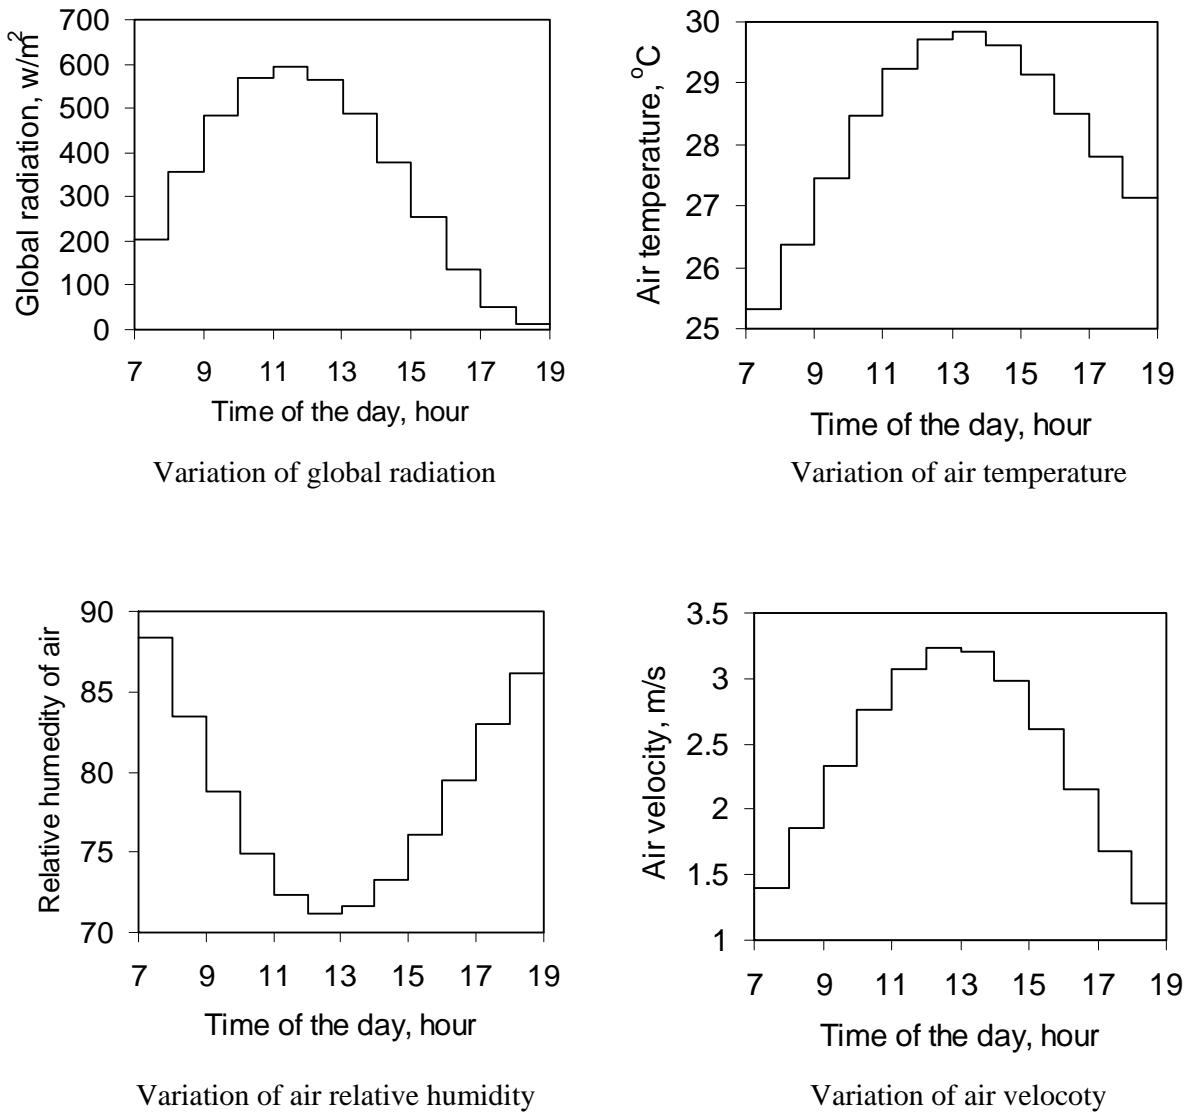 Global radiation, w/m2
700
600
500
400
300
200
100
0
7 9 11 13 15 17 19
Time of the day, hour
Variation of global radiation
Air temperature, oC
30
29
28
27
26
25
7 9 11 13 15 17 19
Time of the day, hour
Variation of air temperature
Relative humedity of air
90
85
80
75
70
7 9 11 13 15 17 19
Time of the day, hour
Variation of air relative humidity
Air velocity, m/s
3.5
3
2.5
2
1.5
1
7 9 11 13 15 17 19
Time of the day, hour
Variation of air velocoty